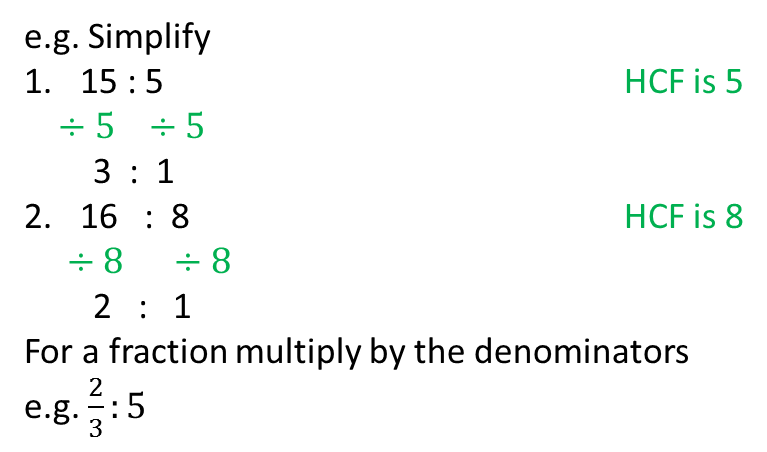 e.g. Simplify
1. 15 : 5 HCF is 5
÷ 5 ÷ 5
3 : 1
2. 16 : 8 HCF is 8
÷ 8 ÷ 8
2 : 1
For a fraction multiply by the denominators
e.g. 2/3 : 5